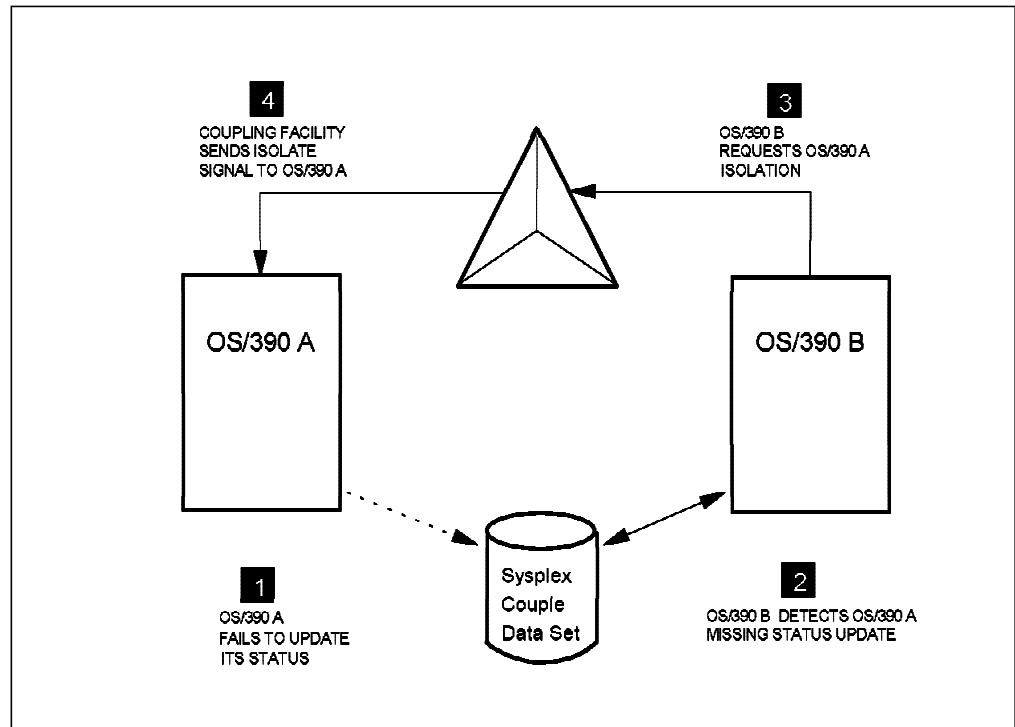 4
COUPLING FACILITY
SENDS ISOLATE
SIGNAL TO OS/390 A
3
OS/390 B
REQUESTS OS/390 A
ISOLATION
OS/390 A
OS/390 B
Sysplex
Couple
Data Set
1
OS/390 A
FAILS TO UPDATE
ITS STATUS
2
OS/390 B DETECTS OS/390 A
MISSING STATUS UPDATE